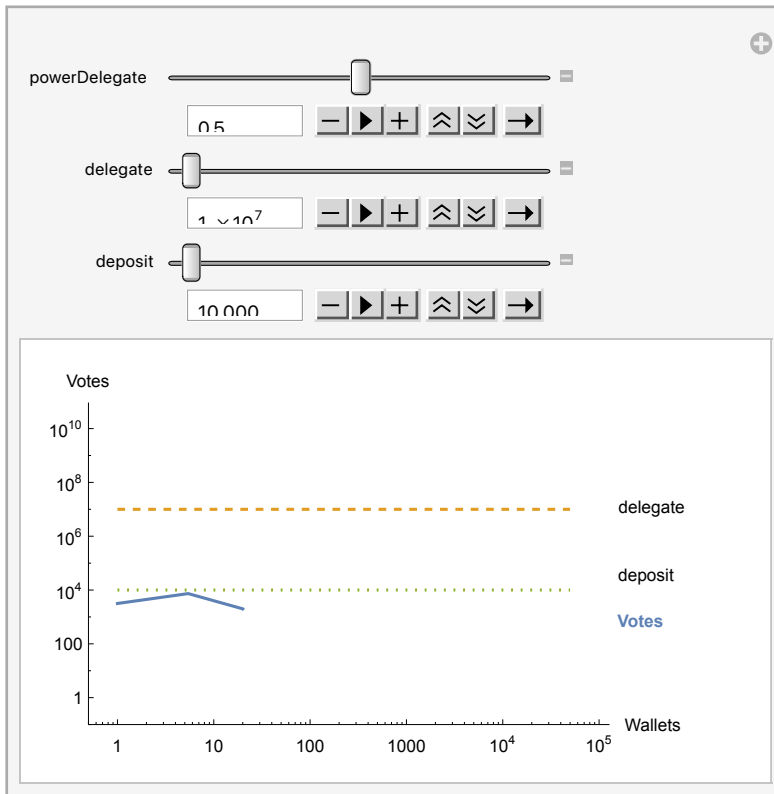 powerDelegate
0.5
delegate
1. ×10^7
deposit
10 000
Votes
10^10
10^8
10^6
10^4
100
1
delegate
deposit
Votes
Wallets
1 10 100 1000 10^4 10^5